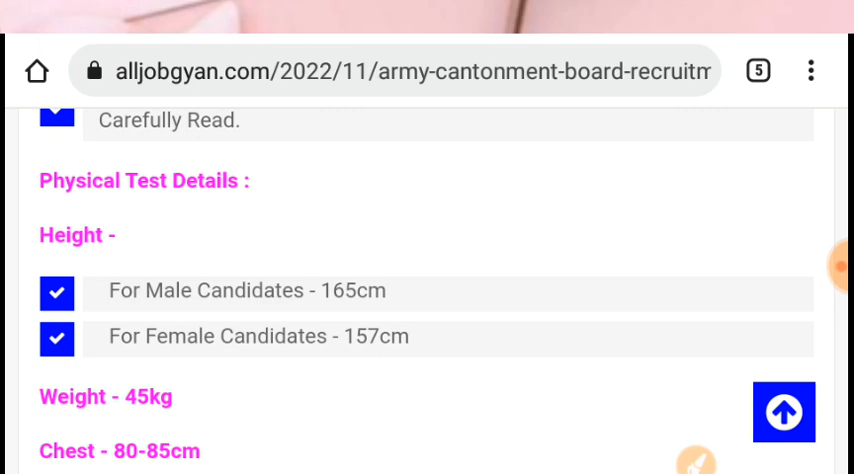 alljobgyan.com/2022/11/army-cantonment-board-recruitm
5
Carefully Read.
Physical Test Details :
Height -
For Male Candidates - 165cm
For Female Candidates - 157cm
Weight - 45kg
Chest - 80-85cm